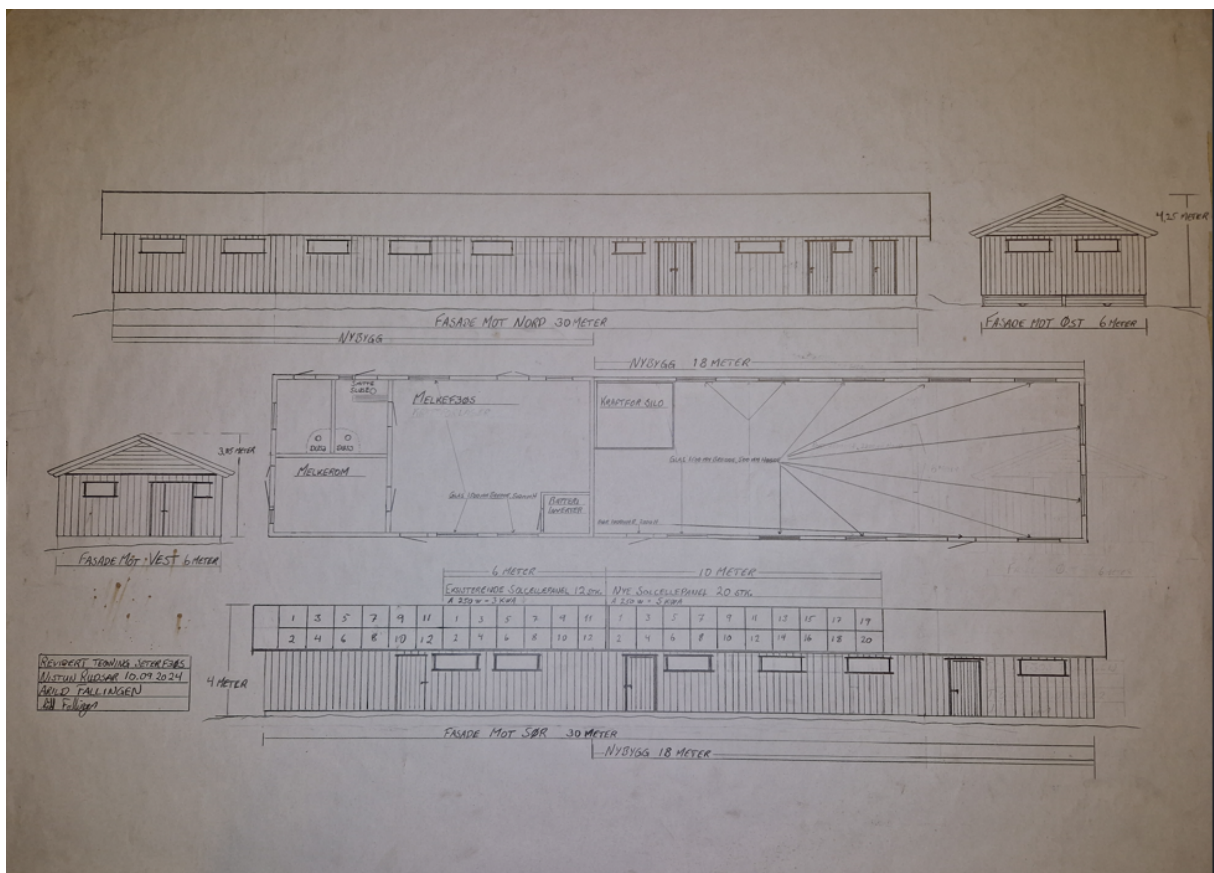 4,25 METER
FASADE MOT NORD 30 METER
FASADE MOT ØST 6 METER
NYBYGG
NYBYGG 18 METER
MELKEFJØS
KRAFTFOR SILO
3,95 METER
DUSJ
DUSJ
MELKEROM
BATTERI
INVERTER
FASADE MOT VEST 6 METER
6 METER
10 METER
EKSISTERENDE SOLCELLEPANEL 12 STK
NYE SOLCELLEPANEL 20 STK
A 250 W = 3 KWA
A 250 W = 5 KWA
1 3 5 7 9 11 1 3 5 7 9 11 1 3 5 7 9 11 13 15 17 19
2 4 6 8 10 12 2 4 6 8 10 12 2 4 6 8 10 12 14 16 18 20
REVIDERT TEGNING SETERFJØS
NISTUN RUDSAR 10.09.2024
ARILD FALLINGEN
4 METER
FASADE MOT SØR 30 METER
NYBYGG 18 METER